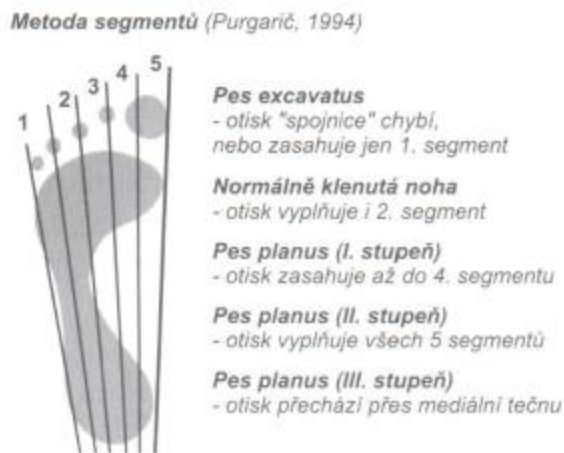 Metoda segmentů (Purgarič, 1994)
1
2
3
4
5
Pes excavatus
- otisk "spojnice" chybí,
nebo zasahuje jen 1. segment
Normálně klenutá noha
- otisk vyplňuje i 2. segment
Pes planus (I. stupeň)
- otisk zasahuje až do 4. segmentu
Pes planus (II. stupeň)
- otisk vyplňuje všech 5 segmentů
Pes planus (III. stupeň)
- otisk přechází přes mediální tečnu